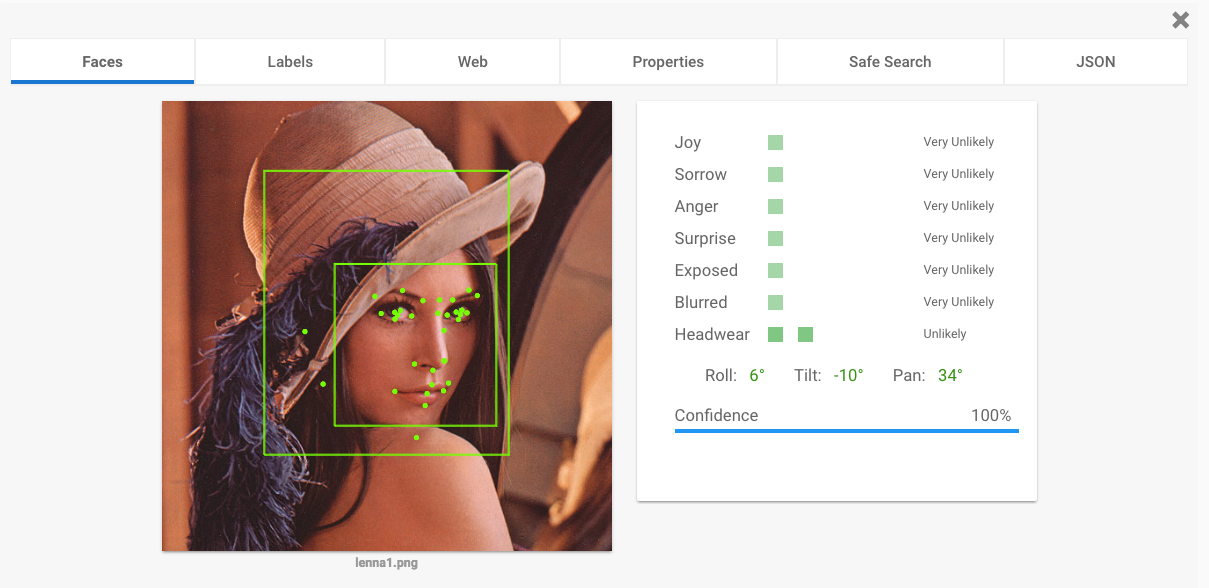 Faces Labels Web Properties Safe Search JSON
Joy Very Unlikely
Sorrow Very Unlikely
Anger Very Unlikely
Surprise Very Unlikely
Exposed Very Unlikely
Blurred Very Unlikely
Headwear Unlikely
Roll: 6° Tilt: -10° Pan: 34°
Confidence 100%
lenna1.png